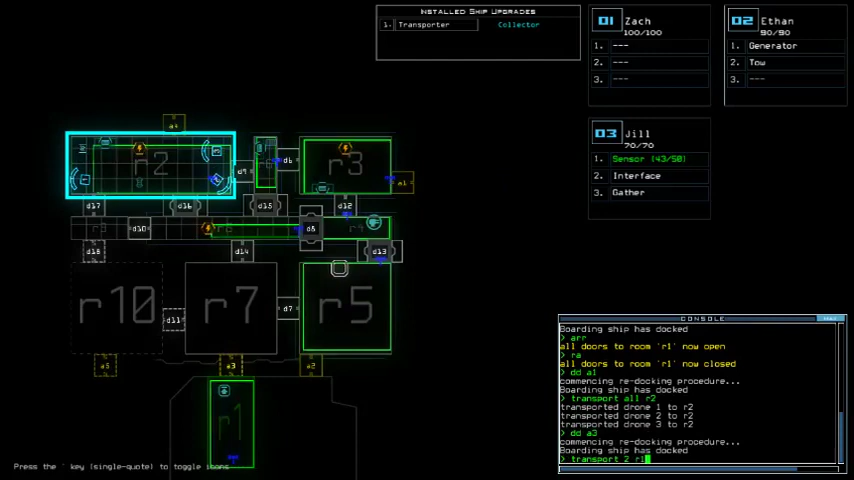 INSTALLED SHIP UPGRADES
1. Transporter Collector
01 Zach
100/100
1. ---
2. ---
3. ---
02 Ethan
90/90
1. Generator
2. Tow
3. ---
03 Jill
70/70
1. Sensor (43/50)
2. Interface
3. Gather
a4
r2
d9
d6
r3
a1
d17
d16
d15
d12
d10
d5
r4
d18
d14
d13
r10
d11
r7
d7
r5
a5
a3
a2
r1
Press the ` key (single-quote) to toggle icons
CONSOLE
Boarding ship has docked
> arr
all doors to room 'r1' now open
> ra
all doors to room 'r1' now closed
> dd a1
commencing re-docking procedure...
Boarding ship has docked
> transport all r2
transported drone 1 to r2
transported drone 2 to r2
transported drone 3 to r2
> dd a3
commencing re-docking procedure...
Boarding ship has docked
> transport 2 r1